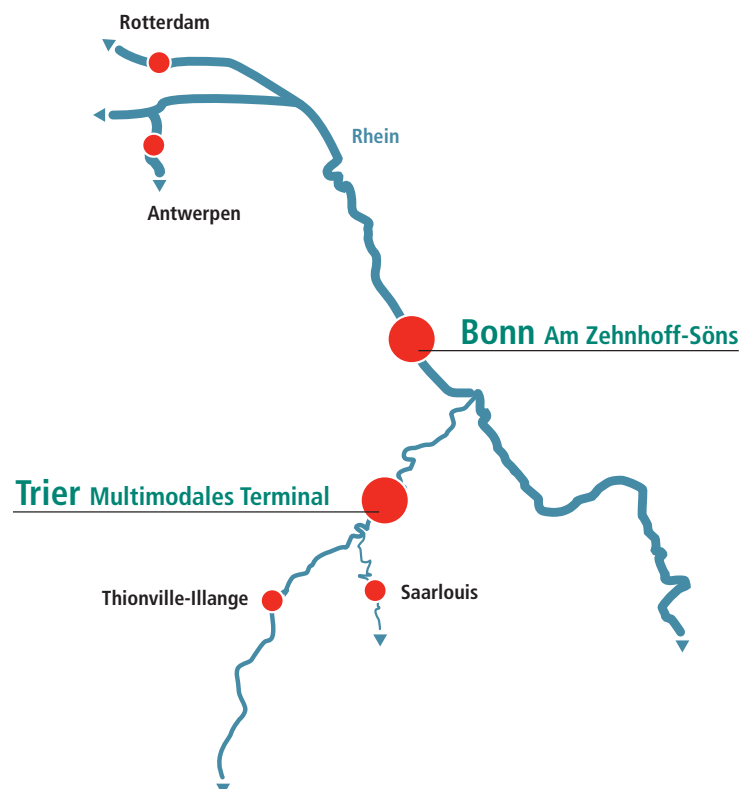 Rotterdam
Rhein
Antwerpen
Bonn Am Zehnhoff-Söns
Trier Multimodales Terminal
Thionville-Illange
Saarlouis